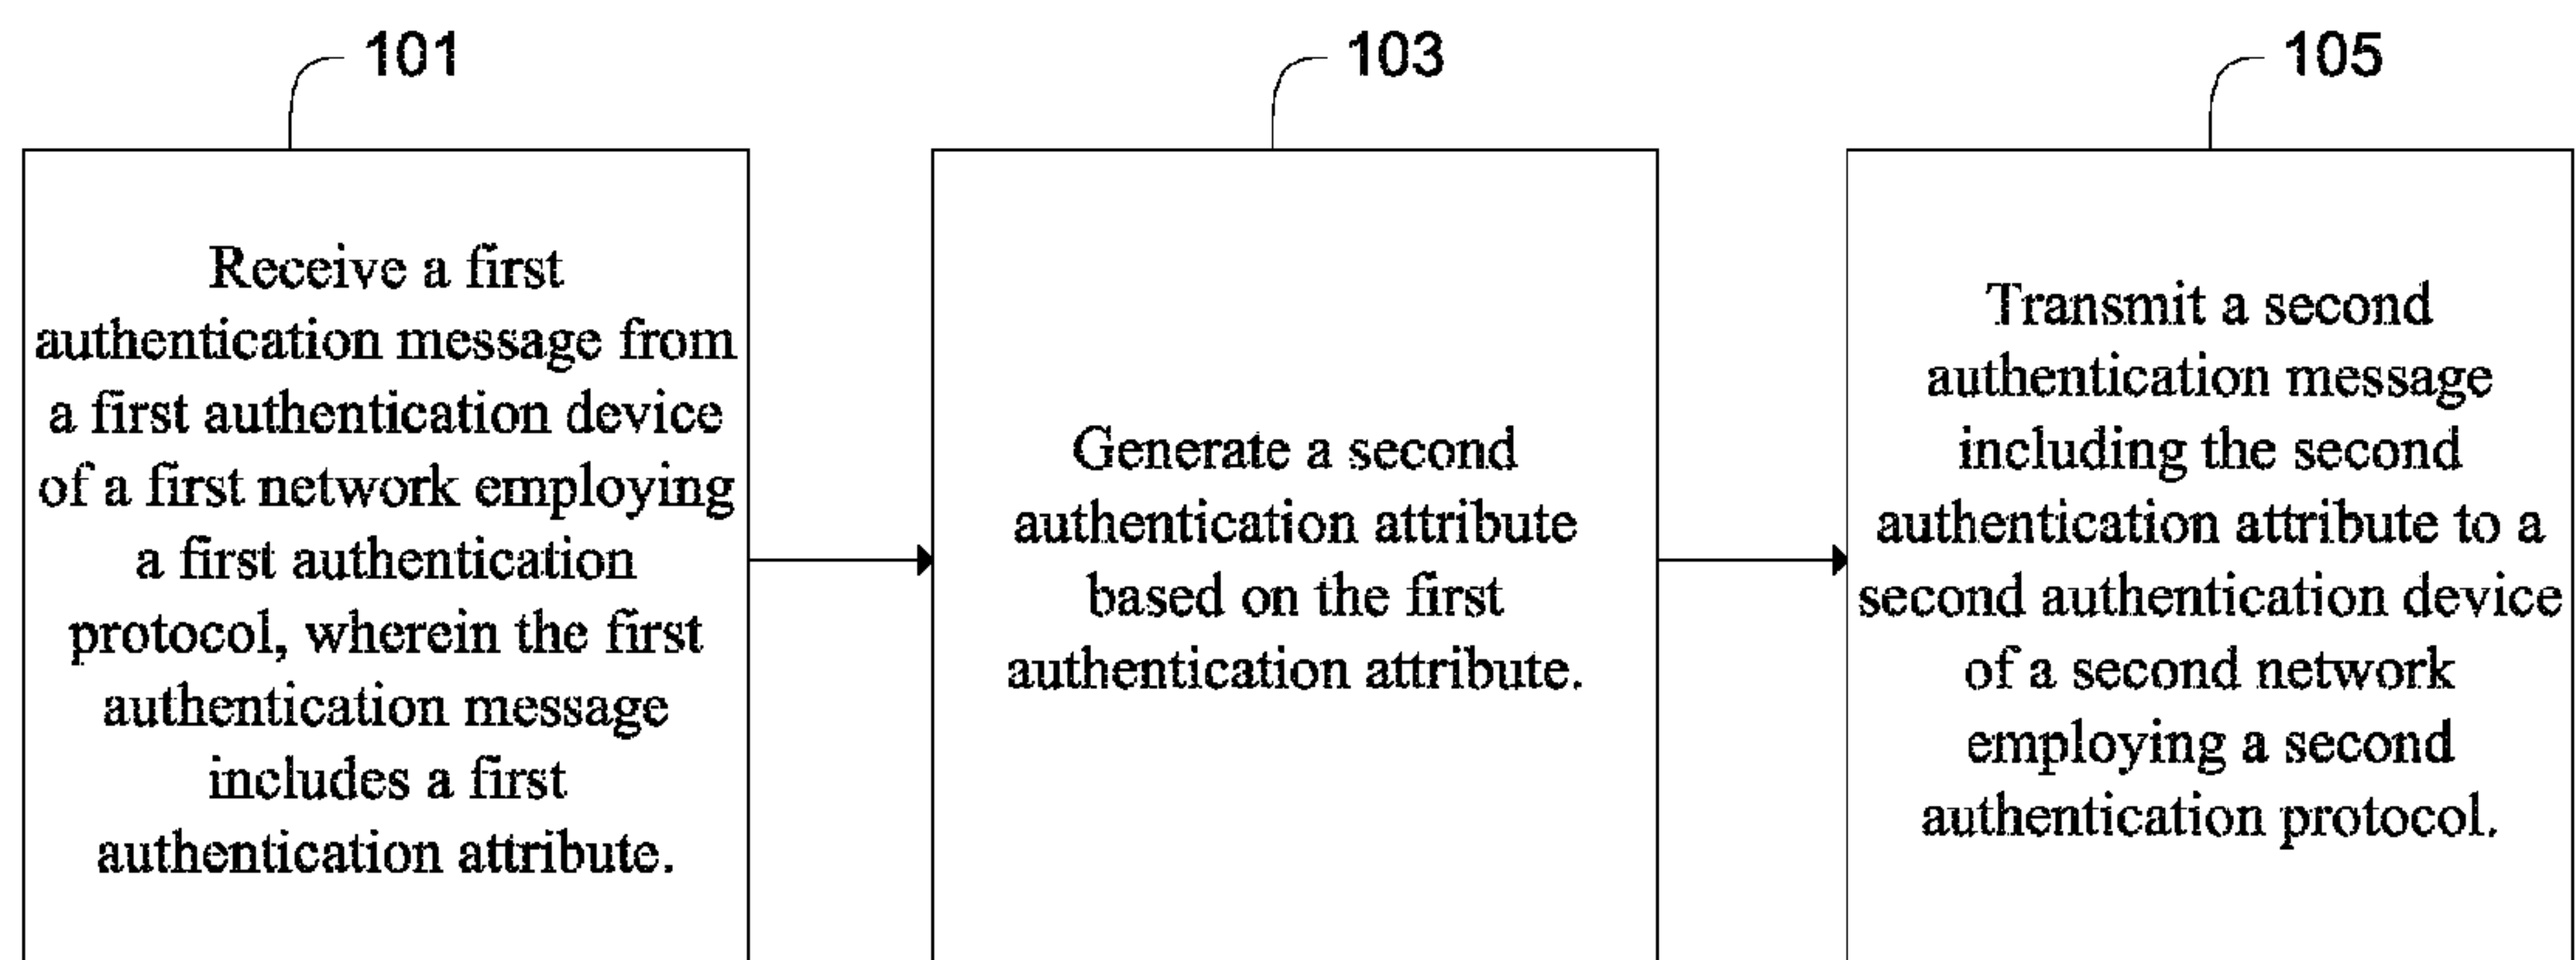 101
Receive a first
authentication message from
a first authentication device
of a first network employing
a first authentication
protocol, wherein the first
authentication message
includes a first
authentication attribute.
103
Generate a second
authentication attribute
based on the first
authentication attribute.
105
Transmit a second
authentication message
including the second
authentication attribute to a
second authentication device
of a second network
employing a second
authentication protocol.